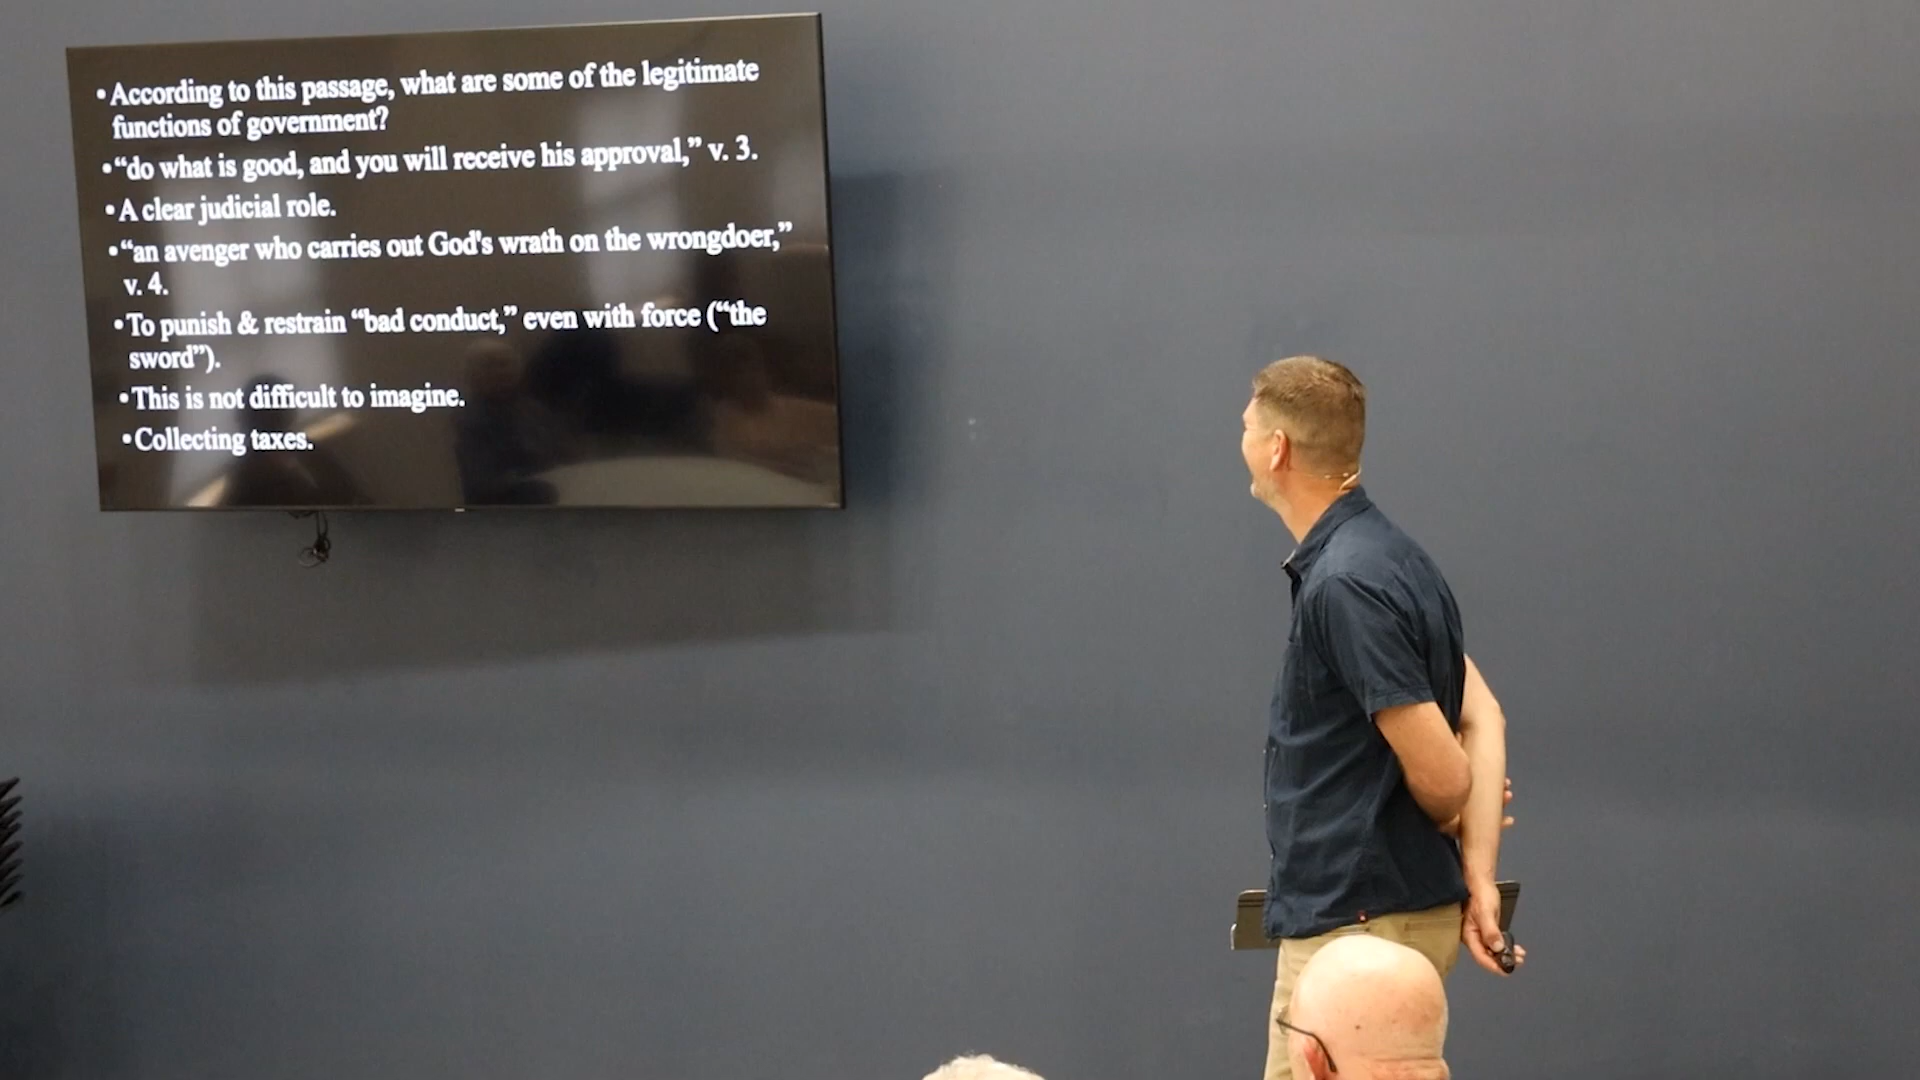 • According to this passage, what are some of the legitimate
functions of government?
• “do what is good, and you will receive his approval,” v. 3.
• A clear judicial role.
• “an avenger who carries out God's wrath on the wrongdoer,”
v. 4.
• To punish & restrain “bad conduct,” even with force (“the
sword”).
• This is not difficult to imagine.
• Collecting taxes.